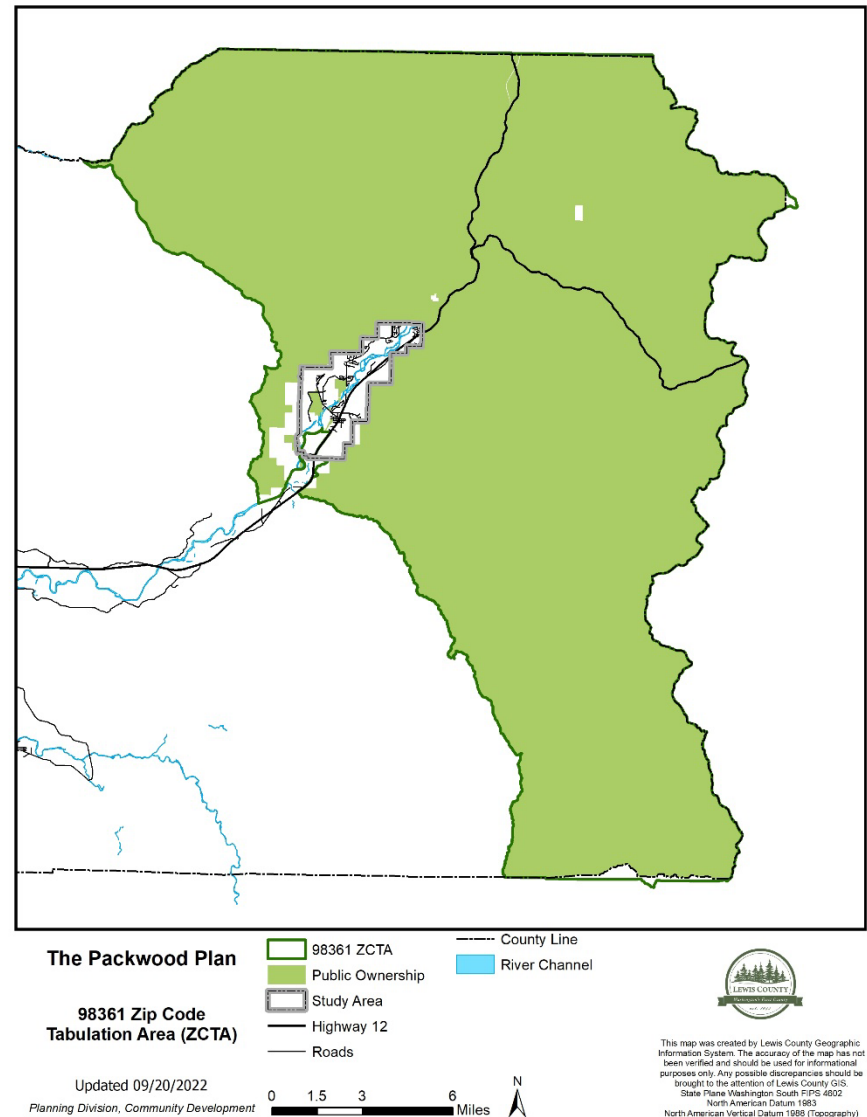 The Packwood Plan
98361 Zip Code
Tabulation Area (ZCTA)
Updated 09/20/2022
Planning Division, Community Development
98361 ZCTA
Public Ownership
Study Area
Highway 12
Roads
County Line
River Channel
0 1.5 3 6
Miles
N
LEWIS COUNTY
This map was created by Lewis County Geographic
Information System. The accuracy of the map has not
been verified and should be used for informational
purposes only. Any possible discrepancies should be
brought to the attention of Lewis County GIS.
State Plane Washington South FIPS 4602
North American Datum 1983
North American Vertical Datum 1988 (Topography)